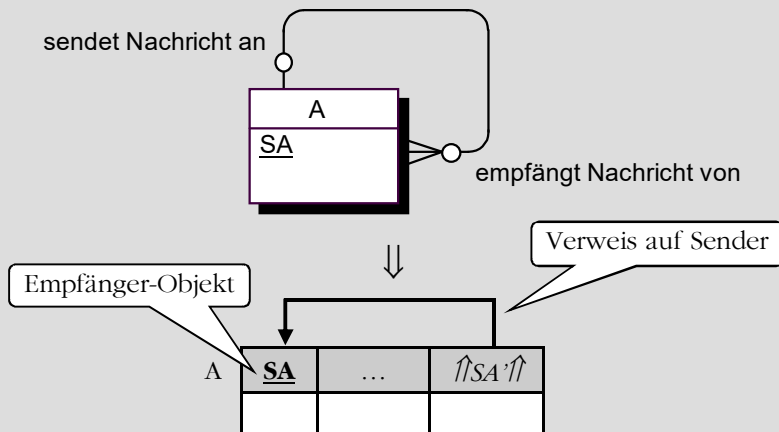 sendet Nachricht an
A
SA
empfängt Nachricht von
⇓
Verweis auf Sender
Empfänger-Objekt
A SA … ⇑SA’⇑